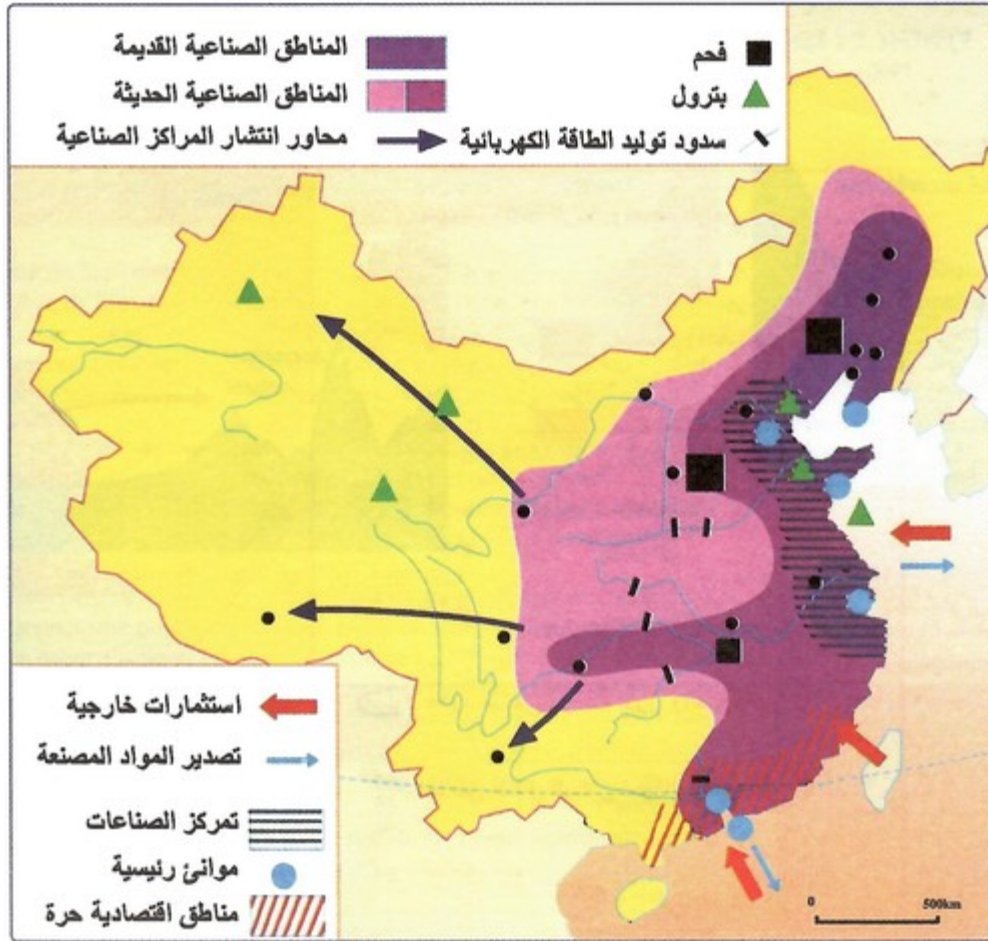 المناطق الصناعية القديمة
المناطق الصناعية الحديثة
محاور انتشار المراكز الصناعية
فحم
بترول
سدود توليد الطاقة الكهربائية
استثمارات خارجية
تصدير المواد المصنعة
تمركز الصناعات
موانئ رئيسية
مناطق اقتصادية حرة
0 500km